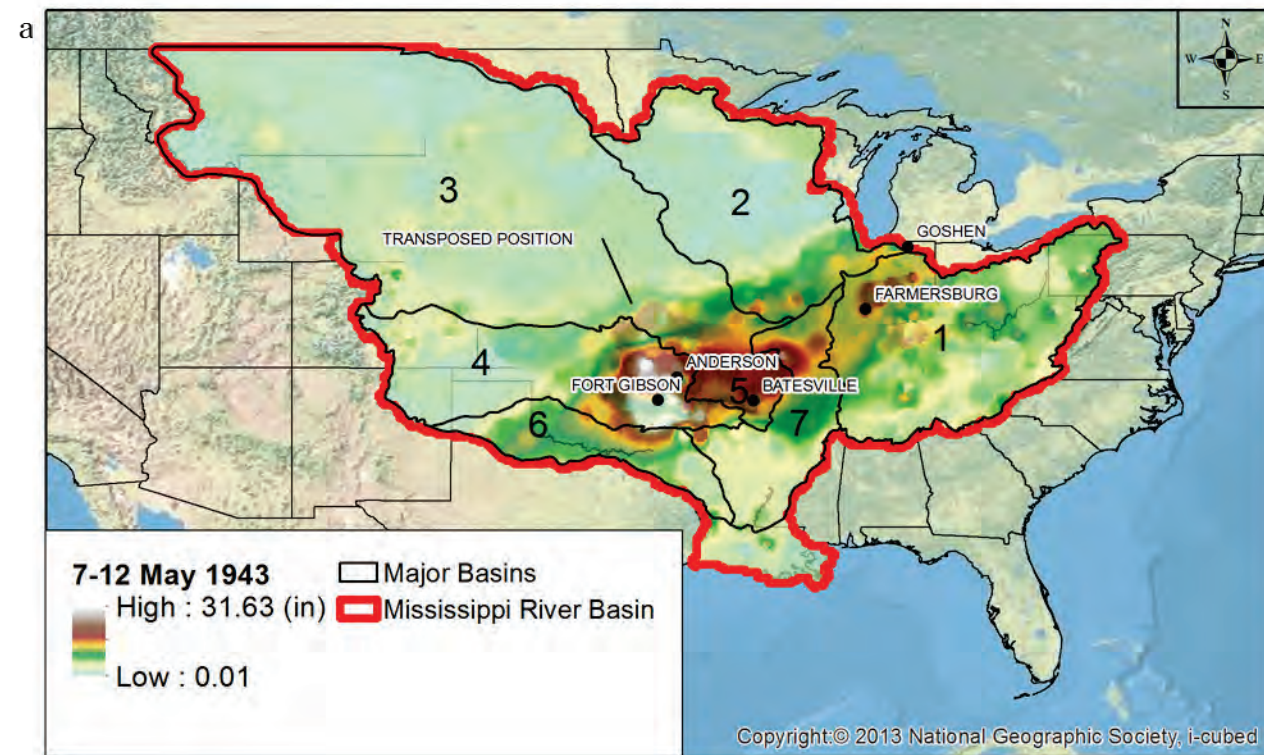 a
N
W E
S
3
2
TRANSPOSED POSITION
GOSHEN
FARMERSBURG
1
4
ANDERSON
FORT GIBSON
5
BATESVILLE
6
7
7-12 May 1943
High : 31.63 (in)
Low : 0.01
Major Basins
Mississippi River Basin
Copyright:© 2013 National Geographic Society, i-cubed